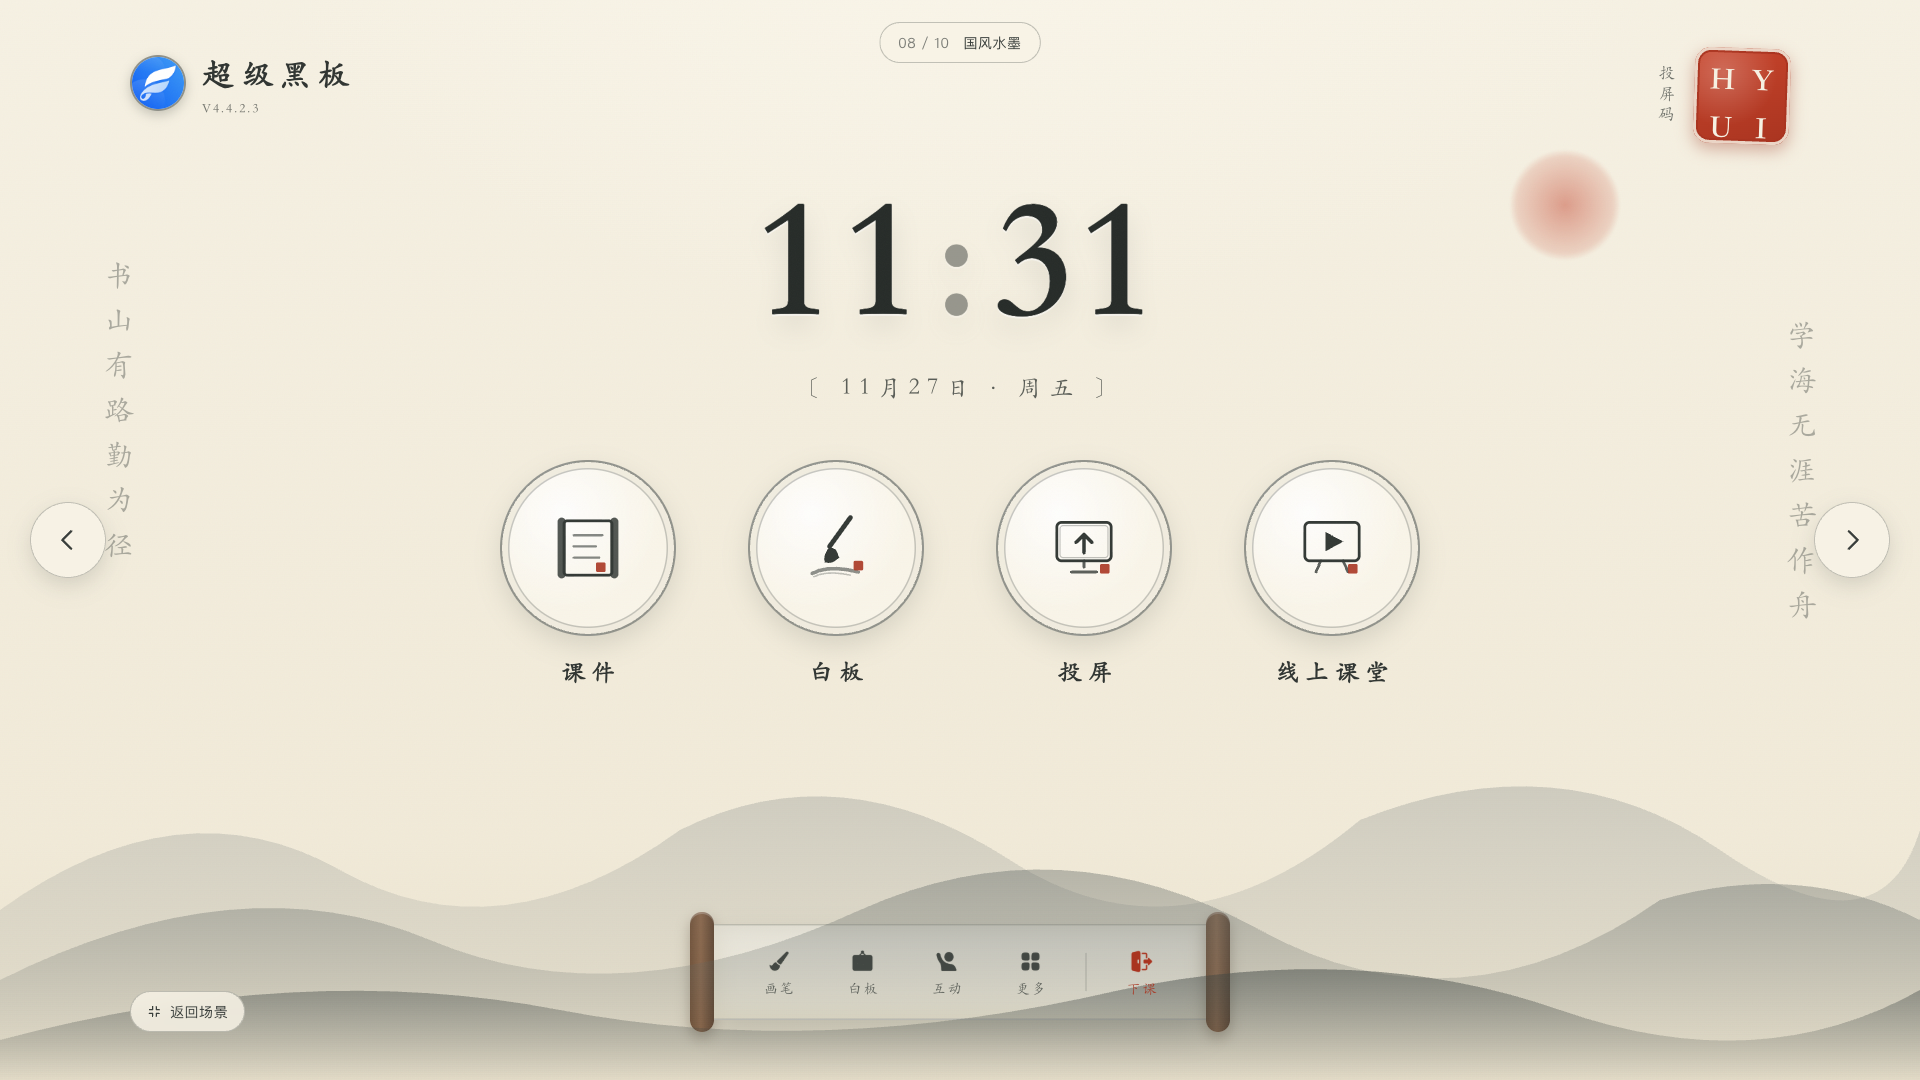 08 / 10 国风水墨
超级黑板
V4.4.2.3
投屏码
H Y
U I
11:31
〔 11月27日 · 周五 〕
书山有路勤为径
学海无涯苦作舟
课件
白板
投屏
线上课堂
画笔
白板
互动
更多
下课
返回场景